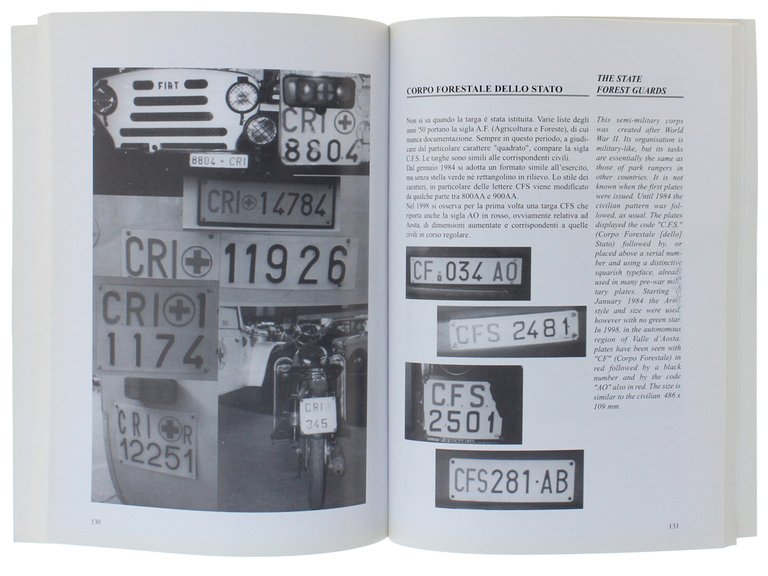 FIAT
8804 - CRI
CRI
8804
CRI 14784
CRI 11926
CRI 1
1174
CRI R
12251
CRI
345
130
CORPO FORESTALE DELLO STATO
Non si sa quando la targa è stata istituita. Varie liste degli
anni '50 portano la sigla A.F. (Agricoltura e Foreste), di cui
manca documentazione. Sempre in questo periodo, a giudi-
care dal particolare carattere "quadrato", compare la sigla
C.F.S. Le targhe sono simili alle corrispondenti civili.
Dal gennaio 1984 si adotta un formato simile all'esercito,
ma senza stella verde né rettangolino in rilievo. Lo stile dei
caratteri, in particolare delle lettere CFS viene modificato
da qualche parte tra 800AA e 900AA.
Nel 1998 si osserva per la prima volta una targa CFS che
riporta anche la sigla AO in rosso, ovviamente relativa ad
Aosta, di dimensioni aumentate e corrispondenti a quelle
civili in corso regolare.
CF 034 AO
CFS 2481
C.F.S.
2501
CFS 281·AB
THE STATE
FOREST GUARDS
This semi-military corps
was created after World
War II. Its organisation is
military-like, but its tasks
are essentially the same as
those of park rangers in
other countries. It is not
known when the first plates
were issued. Until 1984 the
civilian pattern was fol-
lowed, as usual. The plates
displayed the code "C.F.S."
(Corpo Forestale [dello]
Stato) followed by, or
placed above a serial num-
ber and using a distinctive
squarish typeface, already
used in many pre-war mili-
tary plates. Starting in
January 1984 the Army
style and size were used,
however with no green star.
In 1998, in the autonomous
region of Valle d'Aosta,
plates have been seen with
"CF" (Corpo Forestale) in
red followed by a black
number and by the code
"AO" also in red. The size is
similar to the civilian 486 x
109 mm.
131